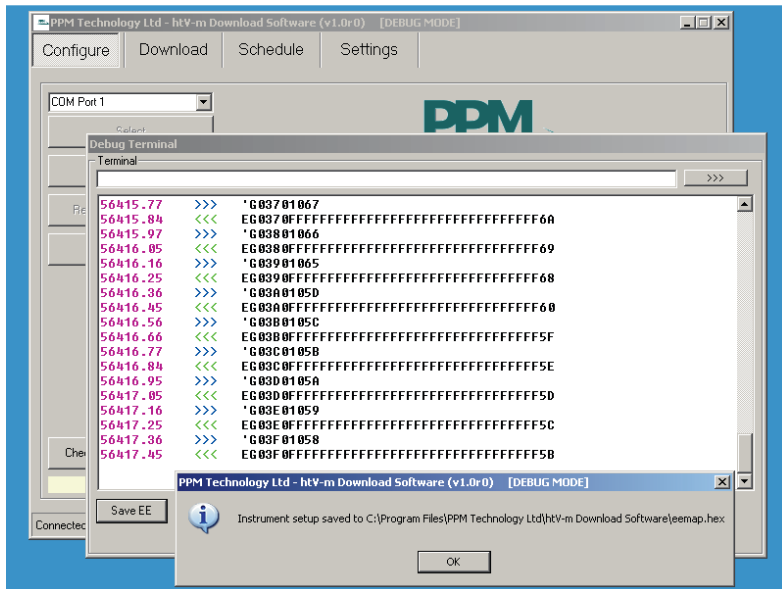 PPM Technology Ltd - htV-m Download Software (v1.0r0) [DEBUG MODE]
Configure Download Schedule Settings
COM Port 1
PPM
Select
Debug Terminal
Terminal
>>>
Re
56415.77 >>> 'G03701067
56415.84 <<< EG0370FFFFFFFFFFFFFFFFFFFFFFFFFFFFFFFF6A
56415.97 >>> 'G03801066
56416.05 <<< EG0380FFFFFFFFFFFFFFFFFFFFFFFFFFFFFFFF69
56416.16 >>> 'G03901065
56416.25 <<< EG0390FFFFFFFFFFFFFFFFFFFFFFFFFFFFFFFF68
56416.36 >>> 'G03A0105D
56416.45 <<< EG03A0FFFFFFFFFFFFFFFFFFFFFFFFFFFFFFFF60
56416.56 >>> 'G03B0105C
56416.66 <<< EG03B0FFFFFFFFFFFFFFFFFFFFFFFFFFFFFFFF5F
56416.77 >>> 'G03C0105B
56416.84 <<< EG03C0FFFFFFFFFFFFFFFFFFFFFFFFFFFFFFFF5E
56416.95 >>> 'G03D0105A
56417.05 <<< EG03D0FFFFFFFFFFFFFFFFFFFFFFFFFFFFFFFF5D
56417.16 >>> 'G03E01059
56417.25 <<< EG03E0FFFFFFFFFFFFFFFFFFFFFFFFFFFFFFFF5C
56417.36 >>> 'G03F01058
56417.45 <<< EG03F0FFFFFFFFFFFFFFFFFFFFFFFFFFFFFFFF5B
Che
PPM Technology Ltd - htV-m Download Software (v1.0r0) [DEBUG MODE]
Save EE
Instrument setup saved to C:\Program Files\PPM Technology Ltd\htV-m Download Software\eemap.hex
Connected
OK